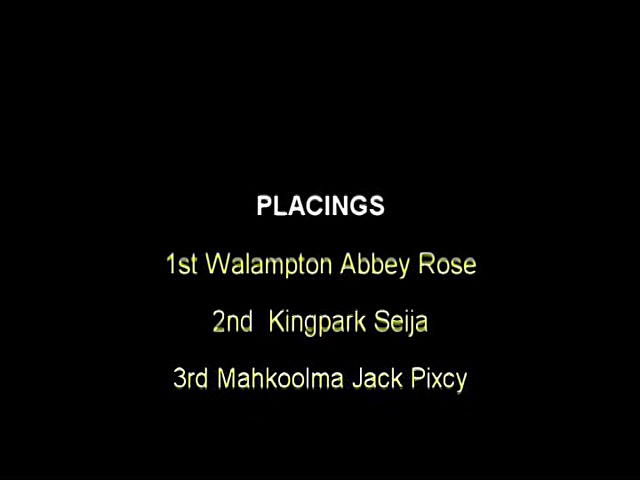 PLACINGS
1st Walampton Abbey Rose
2nd Kingpark Seija
3rd Mahkoolma Jack Pixcy